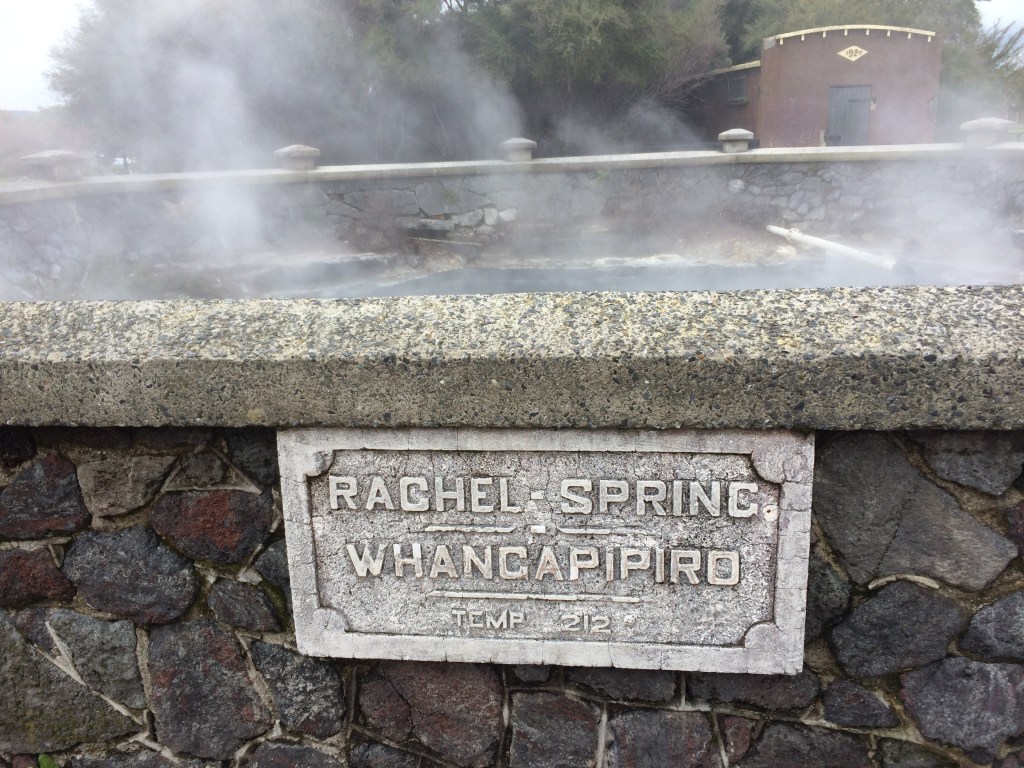 RACHEL-SPRING
WHANGAPIPIRO
TEMP 212